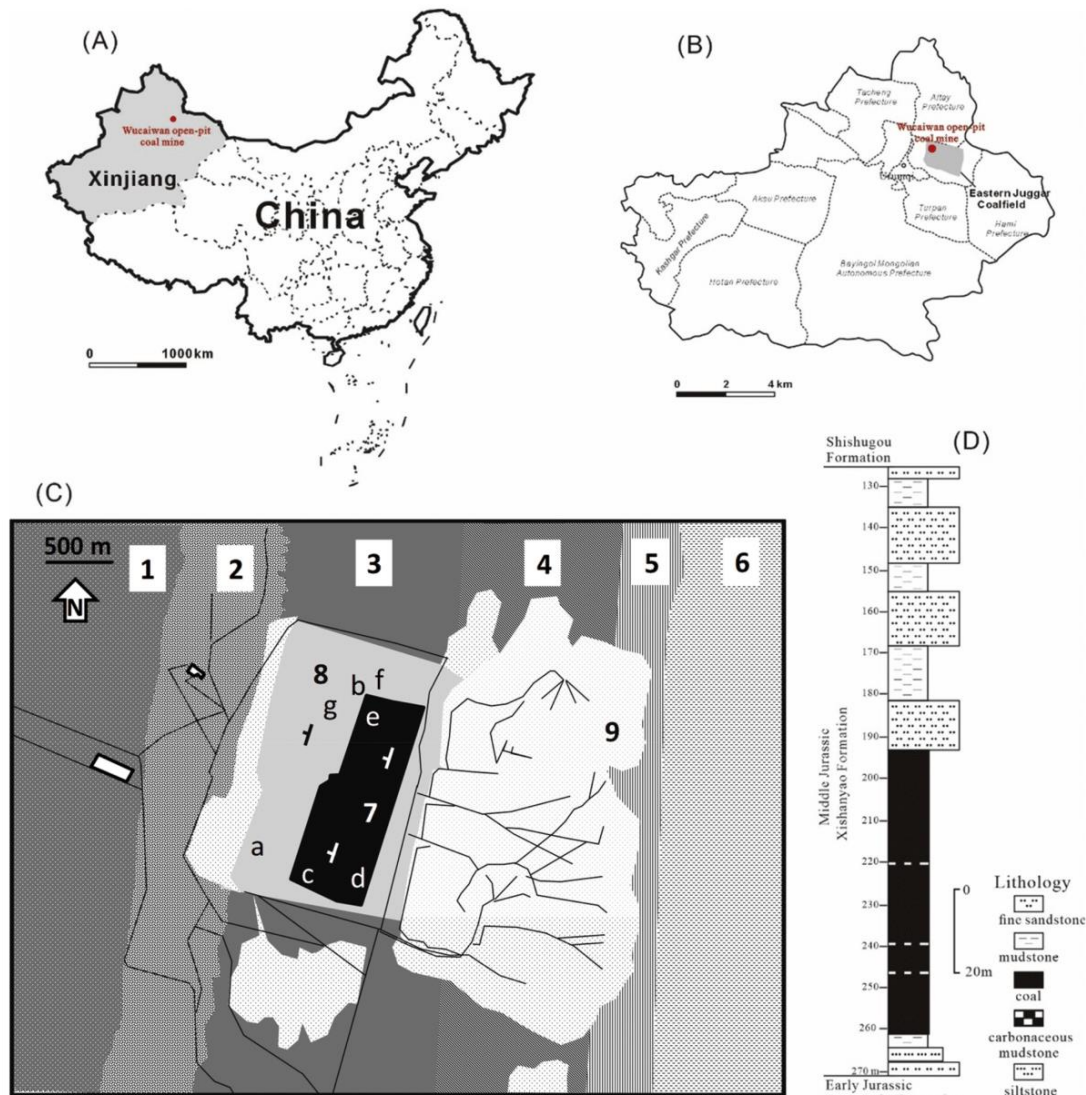 (A)
Wucaiwan open-pit
coal mine
Xinjiang
China
0 1000 km
(B)
Tacheng
Prefecture
Altay
Prefecture
Wucaiwan open-pit
coal mine
Urumqi
Eastern Juggar
Coalfield
Aksu Prefecture
Turpan
Prefecture
Hami
Prefecture
Kashgar Prefecture
Bayingol Mongolian
Autonomous Prefecture
Hotan Prefecture
0 2 4 km
(C)
500 m
N
1 2 3 4 5 6
8
b f
g
e
9
7
a
c d
(D)
Shishugou
Formation
130
140
150
160
170
180
190
200
210
220
230
240
250
260
270 m
Middle Jurassic
Xishanyao Formation
Early Jurassic
0
20m
Lithology
fine sandstone
mudstone
coal
carbonaceous
mudstone
siltstone